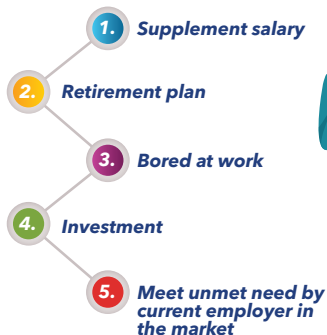 1. Supplement salary
2. Retirement plan
3. Bored at work
4. Investment
5. Meet unmet need by
current employer in
the market